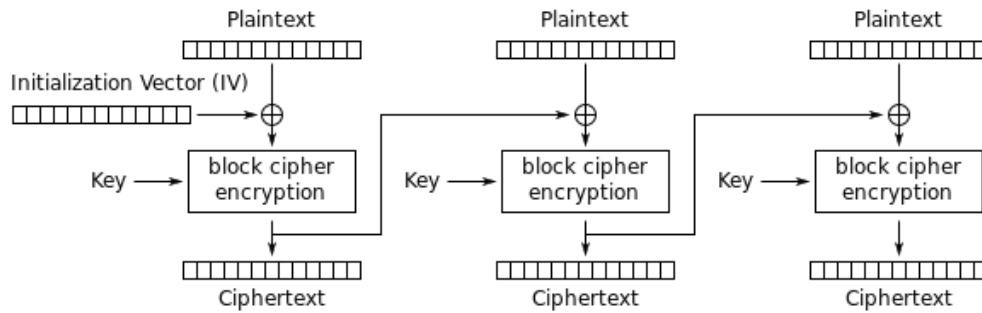 Plaintext
Plaintext
Plaintext
Initialization Vector (IV)
Key
block cipher
encryption
Key
block cipher
encryption
Key
block cipher
encryption
Ciphertext
Ciphertext
Ciphertext